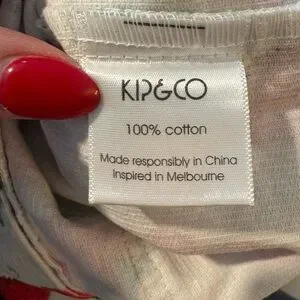 KIP&CO
100% cotton
Made responsibly in China
Inspired in Melbourne